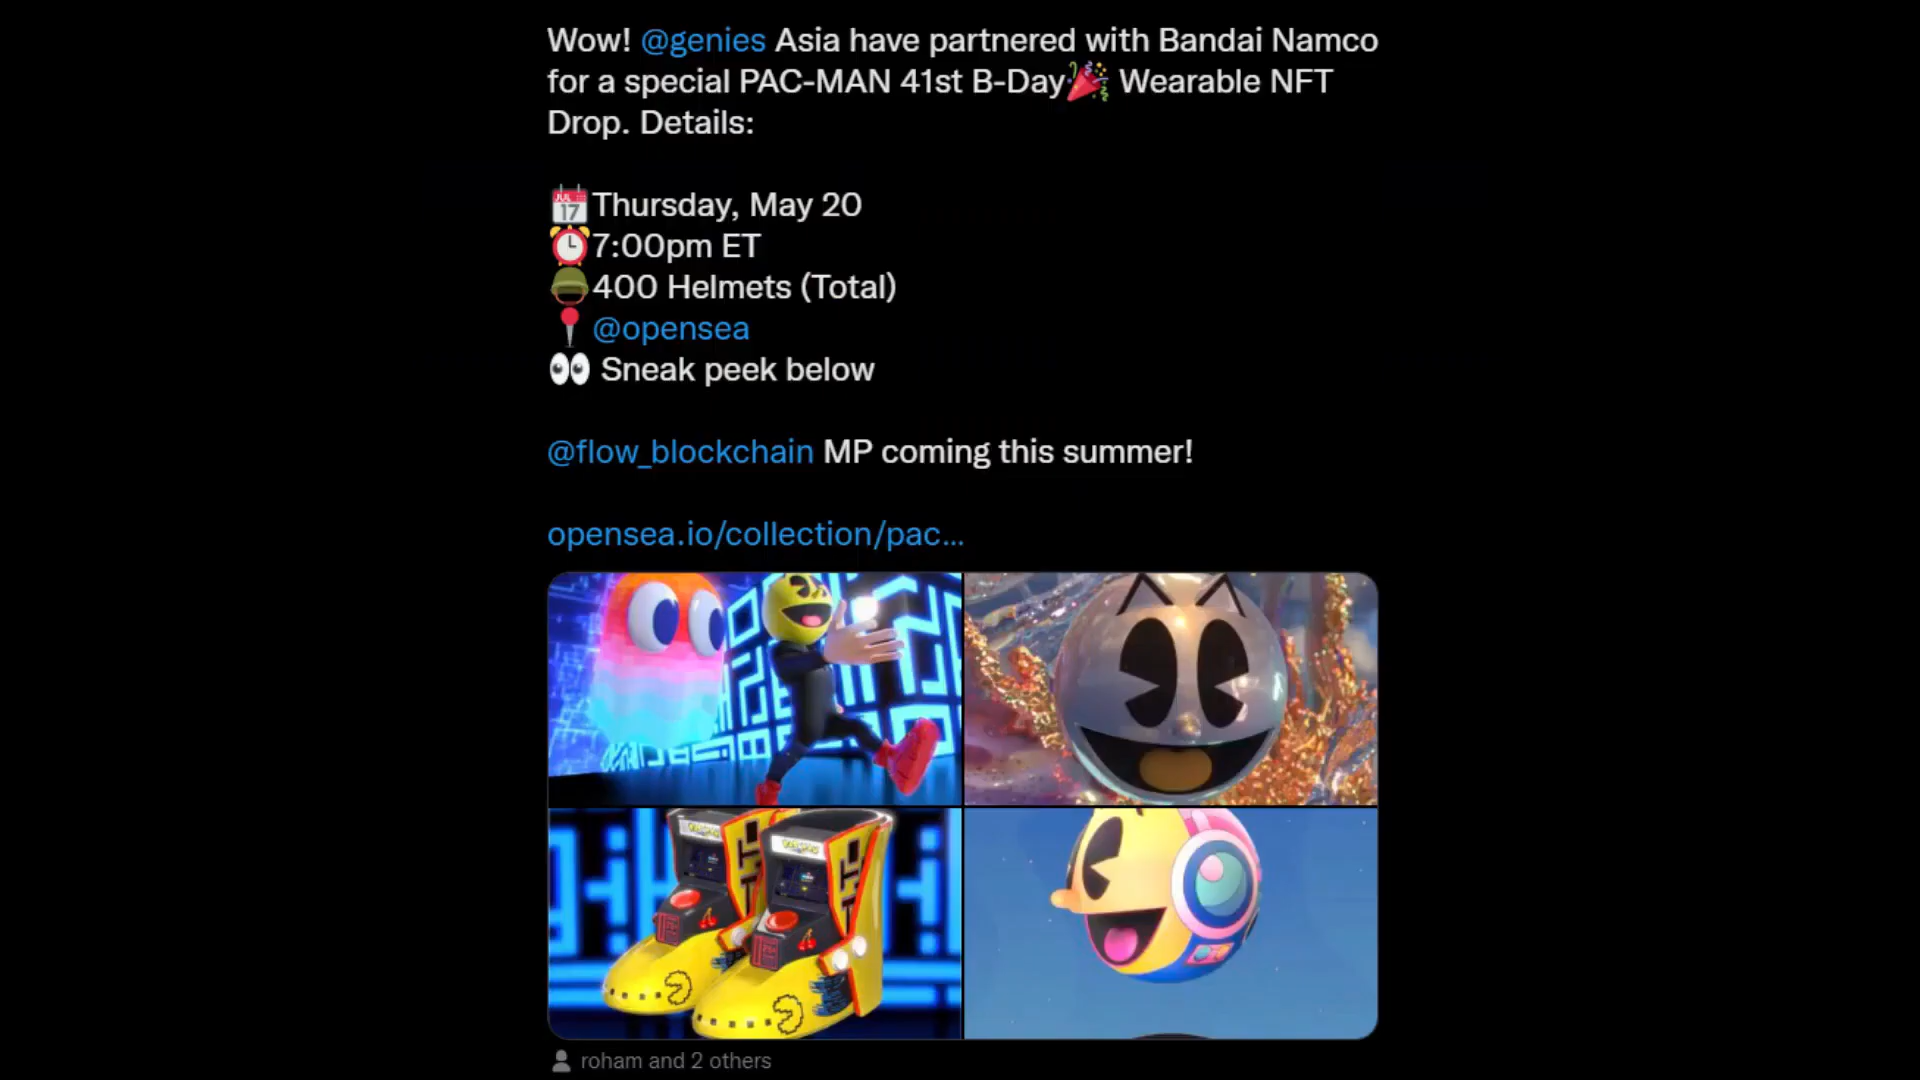 Wow! @genies Asia have partnered with Bandai Namco
for a special PAC-MAN 41st B-Day🎉 Wearable NFT
Drop. Details:
📅Thursday, May 20
⏰7:00pm ET
🪖400 Helmets (Total)
📍@opensea
👀 Sneak peek below
@flow_blockchain MP coming this summer!
opensea.io/collection/pac...
roham and 2 others